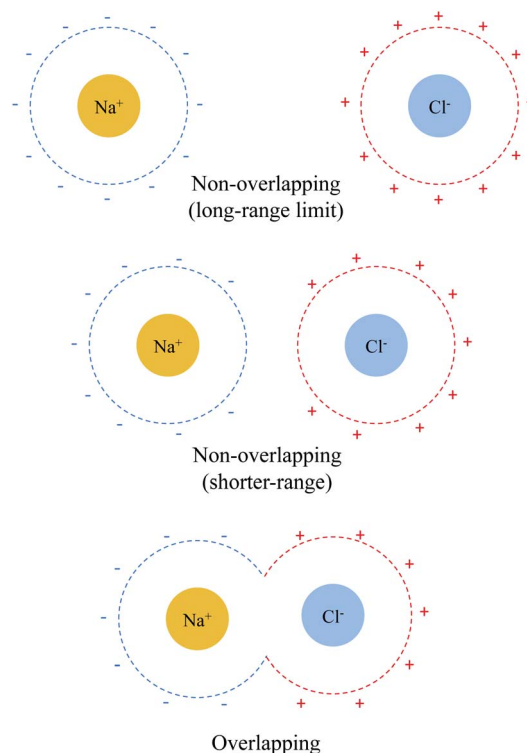 Na⁺ Cl⁻
Non-overlapping
(long-range limit)
Na⁺ Cl⁻
Non-overlapping
(shorter-range)
Na⁺ Cl⁻
Overlapping